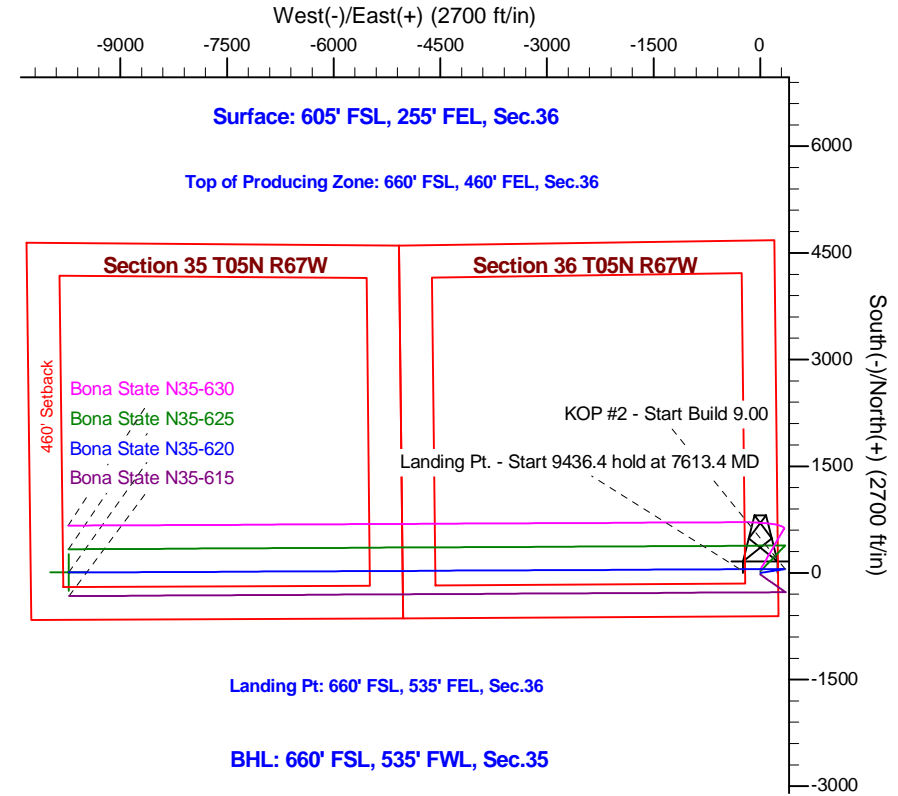 West(-)/East(+) (2700 ft/in)
-9000 -7500 -6000 -4500 -3000 -1500 0
Surface: 605' FSL, 255' FEL, Sec.36
6000
Top of Producing Zone: 660' FSL, 460' FEL, Sec.36
4500
Section 35 T05N R67W
Section 36 T05N R67W
South(-)/North(+) (2700 ft/in)
3000
460' Setback
Bona State N35-630
KOP #2 - Start Build 9.00
Bona State N35-625
Bona State N35-620
Landing Pt. - Start 9436.4 hold at 7613.4 MD
1500
Bona State N35-615
0
-1500
Landing Pt: 660' FSL, 535' FEL, Sec.36
BHL: 660' FSL, 535' FWL, Sec.35
-3000